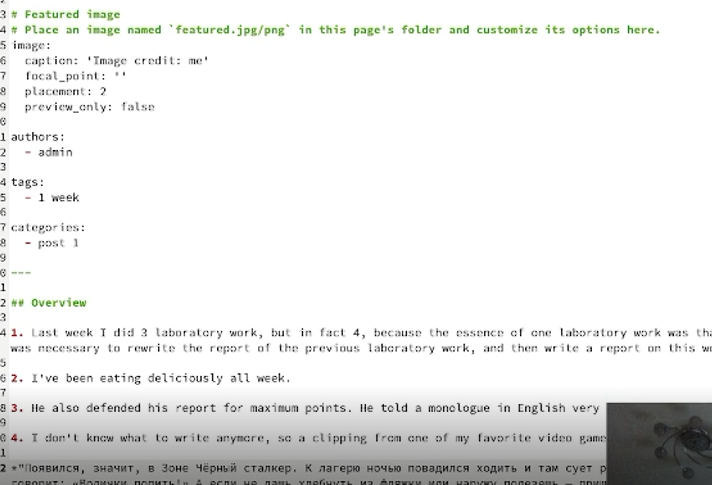 3 # Featured image
4 # Place an image named `featured.jpg/png` in this page's folder and customize its options here.
5 image:
6 caption: 'Image credit: me'
7 focal_point: ''
8 placement: 2
9 preview_only: false
0
1 authors:
2 - admin
3
4 tags:
5 - 1 week
6
7 categories:
8 - post 1
9
0 ---
1
2 ## Overview
3
4 1. Last week I did 3 laboratory work, but in fact 4, because the essence of one laboratory work was
was necessary to rewrite the report of the previous laboratory work, and then write a report on this
5
6 2. I've been eating deliciously all week.
7
8 3. He also defended his report for maximum points. He told a monologue in English very
9
0 4. I don't know what to write anymore, so a clipping from one of my favorite video game
1
2 *"Появился, значит, в Зоне Чёрный сталкер. К лагерю ночью повадился ходить и там сует
говорит: «Водички попить!» А если не дашь хлебнуть из фляжки или наружу полезешь —